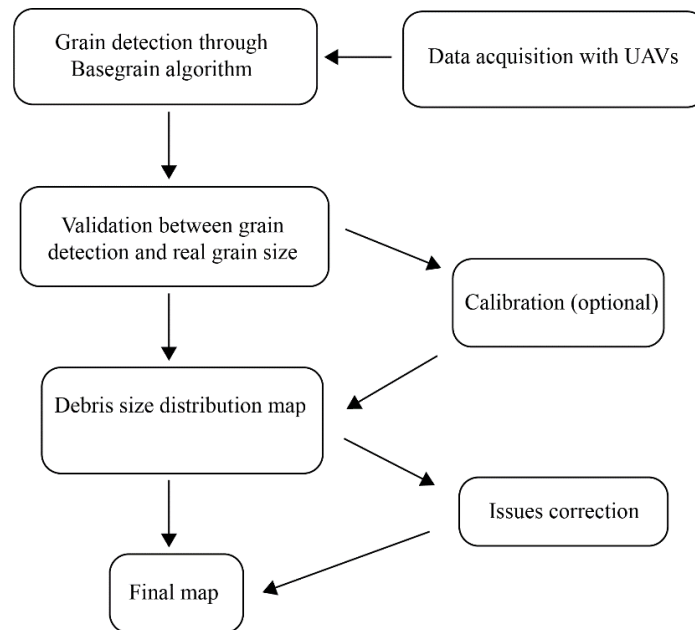 Grain detection through
Basegrain algorithm
Data acquisition with UAVs
Validation between grain
detection and real grain size
Calibration (optional)
Debris size distribution map
Issues correction
Final map